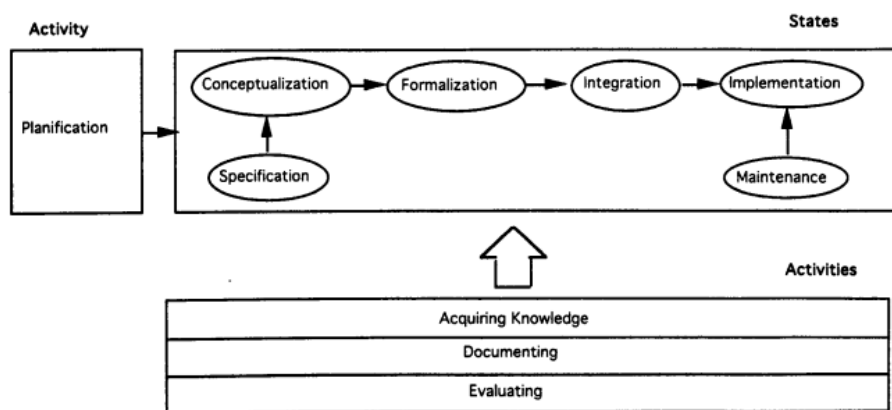 Activity
States
Planification
Conceptualization
Formalization
Integration
Implementation
Specification
Maintenance
Activities
Acquiring Knowledge
Documenting
Evaluating